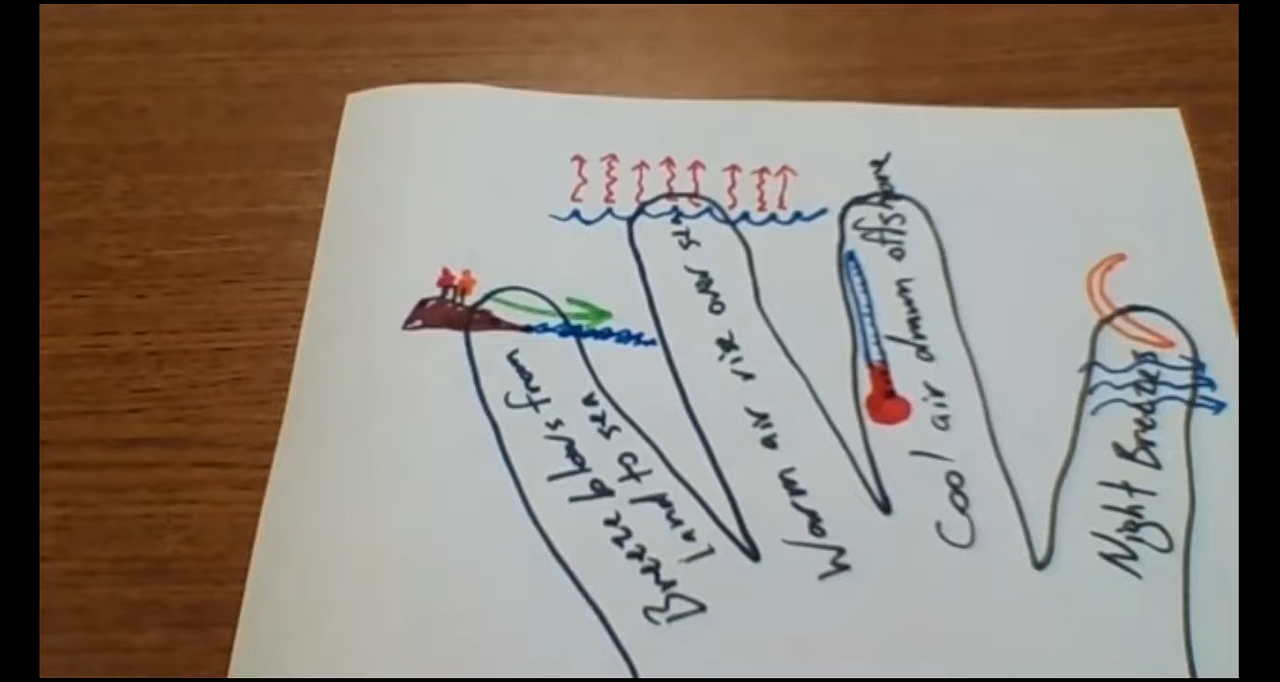 Breeze blows from
land to sea
Warm air rise over sea
Cool air drawn offshore
Night Breezes